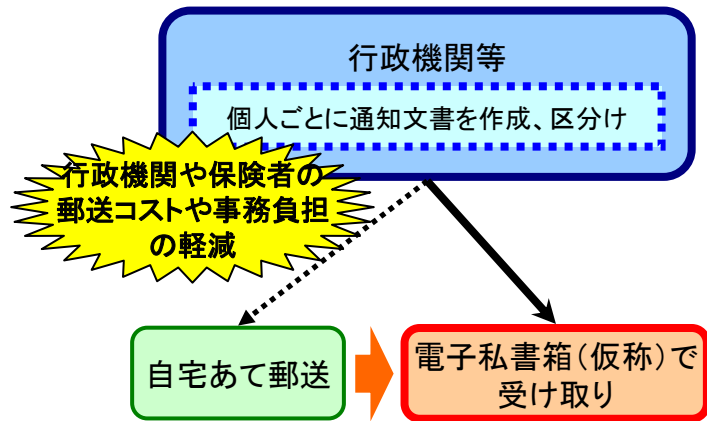 行政機関等
個人ごとに通知文書を作成、区分け
行政機関や保険者の
郵送コストや事務負担
の軽減
自宅あて郵送
電子私書箱（仮称）で
受け取り